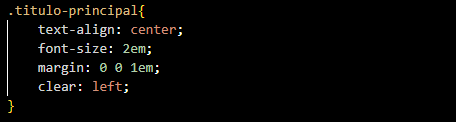 .titulo-principal{
text-align: center;
font-size: 2em;
margin: 0 0 1em;
clear: left;
}